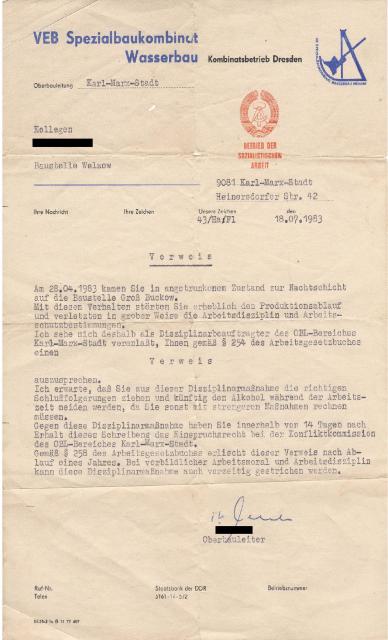 VEB Spezialbaukombinat
Wasserbau Kombinatsbetrieb Dresden
Oberbauleitung Karl-Marx-Stadt
Kollegen
BETRIEB DER
SOZIALISTISCHEN
ARBEIT
Baustelle Welzow
9081 Karl-Marx-Stadt
Heinersdorfer Str. 42
Ihre Nachricht Ihre Zeichen Unsere Zeichen den
43/Ha/Fl 18.07.1983
Vorweis
Am 28.04.1983 kamen Sie in angstrunkenen Zustand zur Nachtschicht
auf die Baustelle Groß Buckow.
Mit diesen Verhalten störten Sie erheblich den Produktionsablauf
und verletzten in grober Weise die Arbeitsdisziplin und Arbeits-
schutzbestimmungen.
Ich sehe mich deshalb als Disziplinarbeauftragter des OBL-Bereiches
Karl-Marx-Stadt veranlaßt, Ihnen gemäß § 254 des Arbeitsgesetzbuches
einen
Verweis
auszusprechen.
Ich erwarte, daß Sie aus dieser Disziplinarmaßnahme die richtigen
Schlußfolgerungen ziehen und künftig den Alkohol während der Arbeits-
zeit meiden werden, da Sie sonst mit strengeren Maßnahmen rechnen
müssen.
Gegen diese Disziplinarmaßnahme haben Sie innerhalb von 14 Tagen nach
Erhalt dieses Schreibens das Einspruchsrecht bei der Konfliktkommission
des OBL-Bereiches Karl-Marx-Stadt.
Gemäß § 258 des Arbeitsgesetzbuches erlischt dieser Verweis nach Ab-
lauf eines Jahres. Bei vorbildlicher Arbeitsmoral und Arbeitsdisziplin
kann diese Disziplinarmaßnahme auch vorzeitig gestrichen werden.
Oberbauleiter
Ruf-Nr. Staatsbank der DDR Betriebsnummer
Telex 5161-14-5/2